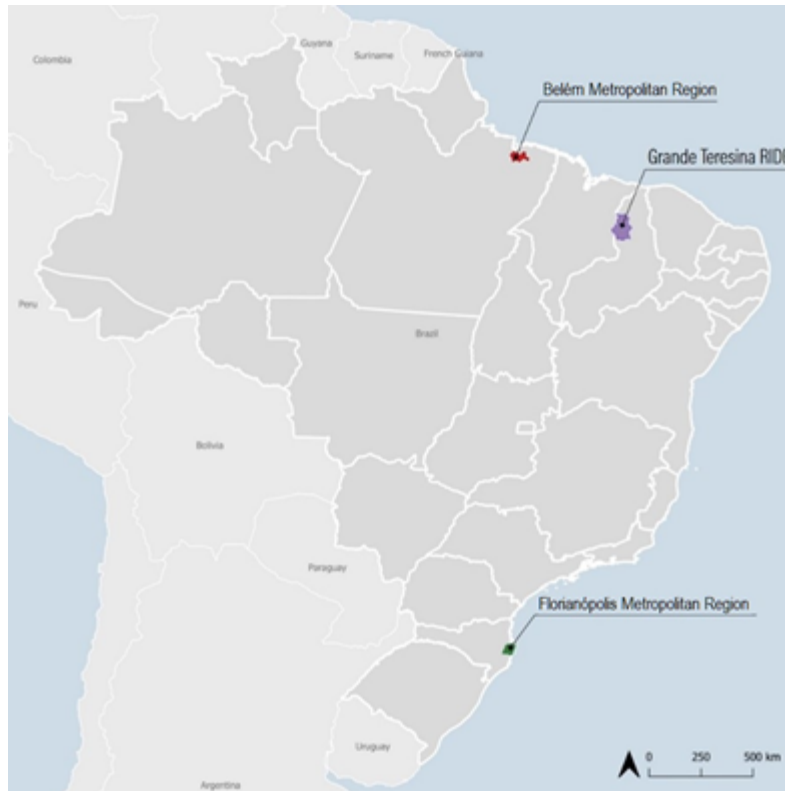 Guyana
Suriname
French Guiana
Colombia
Belém Metropolitan Region
Grande Teresina RIDE
Peru
Brazil
Bolivia
Paraguay
Florianópolis Metropolitan Region
Uruguay
Argentina
0 250 500 km